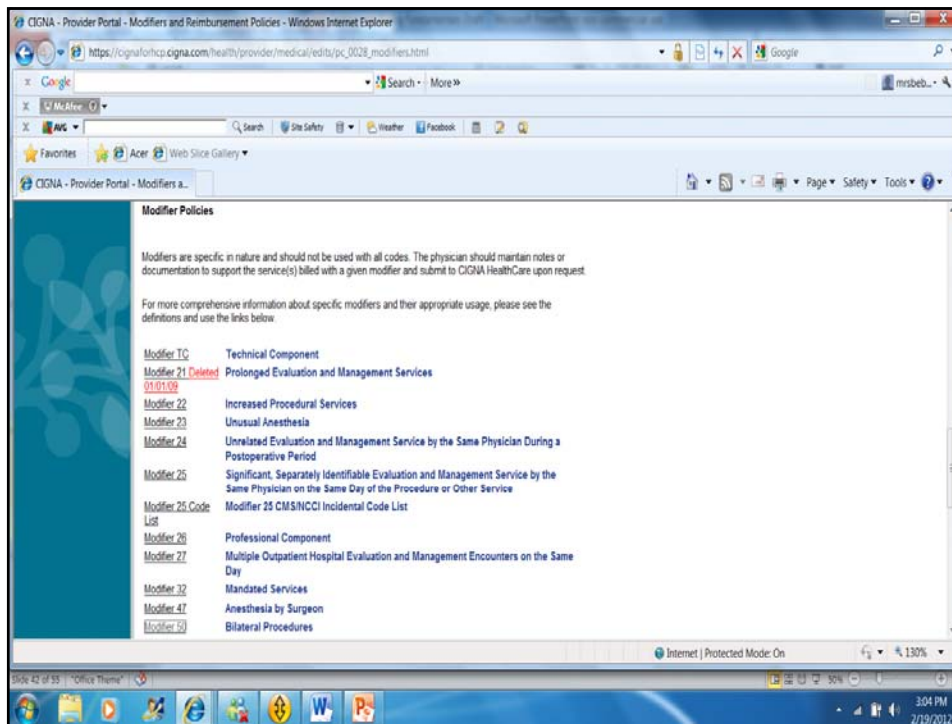 CIGNA - Provider Portal - Modifiers and Reimbursement Policies - Windows Internet Explorer
https://cignaforhcp.cigna.com/health/provider/medical/edits/pc_0028_modifiers.html
Google
x Google Search More »
mrsbeb...
X McAfee
X AVG Search Site Safety Weather Facebook
Favorites Acer Web Slice Gallery
CIGNA - Provider Portal - Modifiers a...
Page Safety Tools
Modifier Policies
Modifiers are specific in nature and should not be used with all codes. The physician should maintain notes or
documentation to support the service(s) billed with a given modifier and submit to CIGNA HealthCare upon request
For more comprehensive information about specific modifiers and their appropriate usage, please see the
definitions and use the links below.
Modifier TC Technical Component
Modifier 21 Deleted Prolonged Evaluation and Management Services
01/01/09
Modifier 22 Increased Procedural Services
Modifier 23 Unusual Anesthesia
Modifier 24 Unrelated Evaluation and Management Service by the Same Physician During a
Postoperative Period
Modifier 25 Significant, Separately Identifiable Evaluation and Management Service by the
Same Physician on the Same Day of the Procedure or Other Service
Modifier 25 Code Modifier 25 CMS/NCCI Incidental Code List
List
Modifier 26 Professional Component
Modifier 27 Multiple Outpatient Hospital Evaluation and Management Encounters on the Same
Day
Modifier 32 Mandated Services
Modifier 47 Anesthesia by Surgeon
Modifier 50 Bilateral Procedures
Internet | Protected Mode: On 130%
Slide 42 of 55 "Office Theme" 50%
3:04 PM